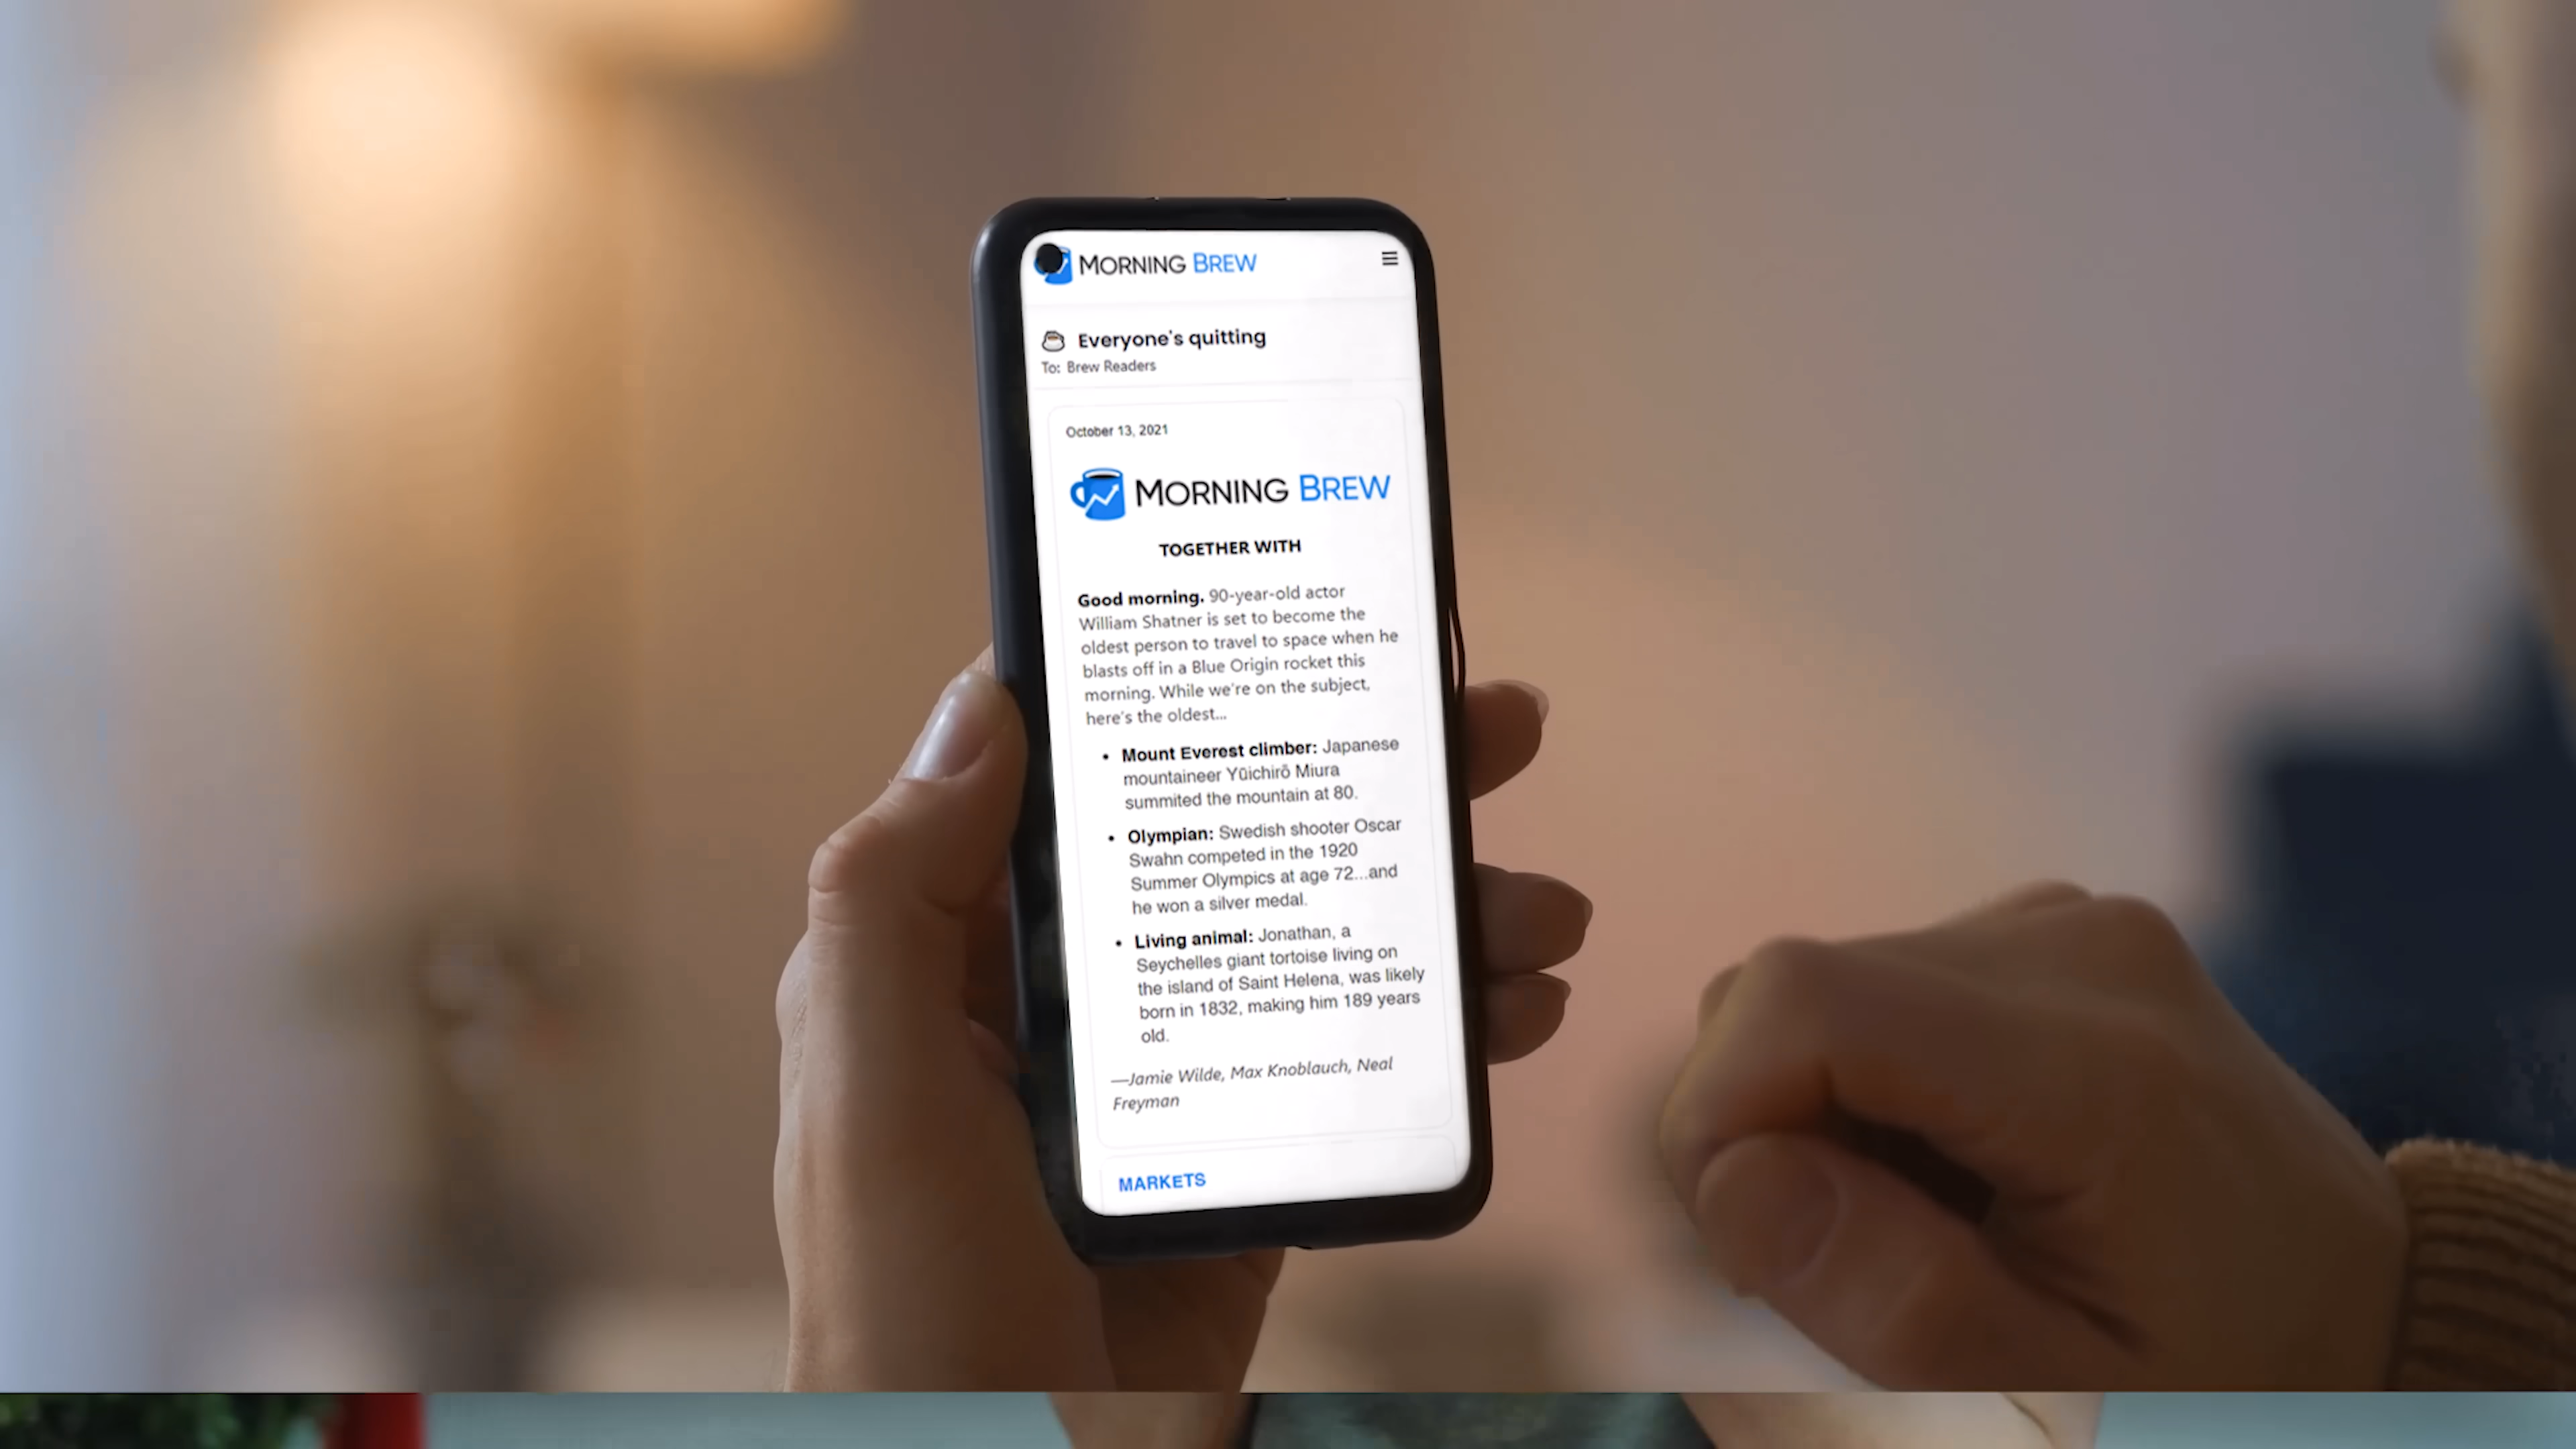 MORNING BREW
Everyone's quitting
To: Brew Readers
October 13, 2021
MORNING BREW
TOGETHER WITH
Good morning. 90-year-old actor
William Shatner is set to become the
oldest person to travel to space when he
blasts off in a Blue Origin rocket this
morning. While we're on the subject,
here's the oldest...
• Mount Everest climber: Japanese
mountaineer Yūichirō Miura
summited the mountain at 80.
• Olympian: Swedish shooter Oscar
Swahn competed in the 1920
Summer Olympics at age 72...and
he won a silver medal.
• Living animal: Jonathan, a
Seychelles giant tortoise living on
the island of Saint Helena, was likely
born in 1832, making him 189 years
old.
—Jamie Wilde, Max Knoblauch, Neal
Freyman
MARKETS